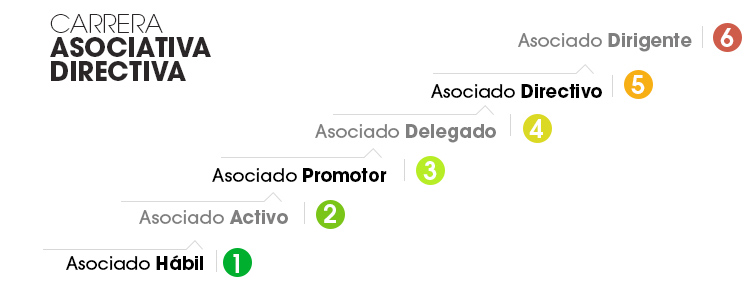 CARRERA
ASOCIATIVA
DIRECTIVA
Asociado Dirigente 6
Asociado Directivo 5
Asociado Delegado 4
Asociado Promotor 3
Asociado Activo 2
Asociado Hábil 1